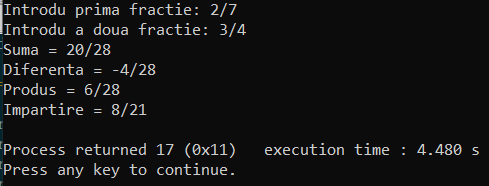 Introdu prima fractie: 2/7
Introdu a doua fractie: 3/4
Suma = 20/28
Diferenta = -4/28
Produs = 6/28
Impartire = 8/21
Process returned 17 (0x11)   execution time : 4.480 s
Press any key to continue.